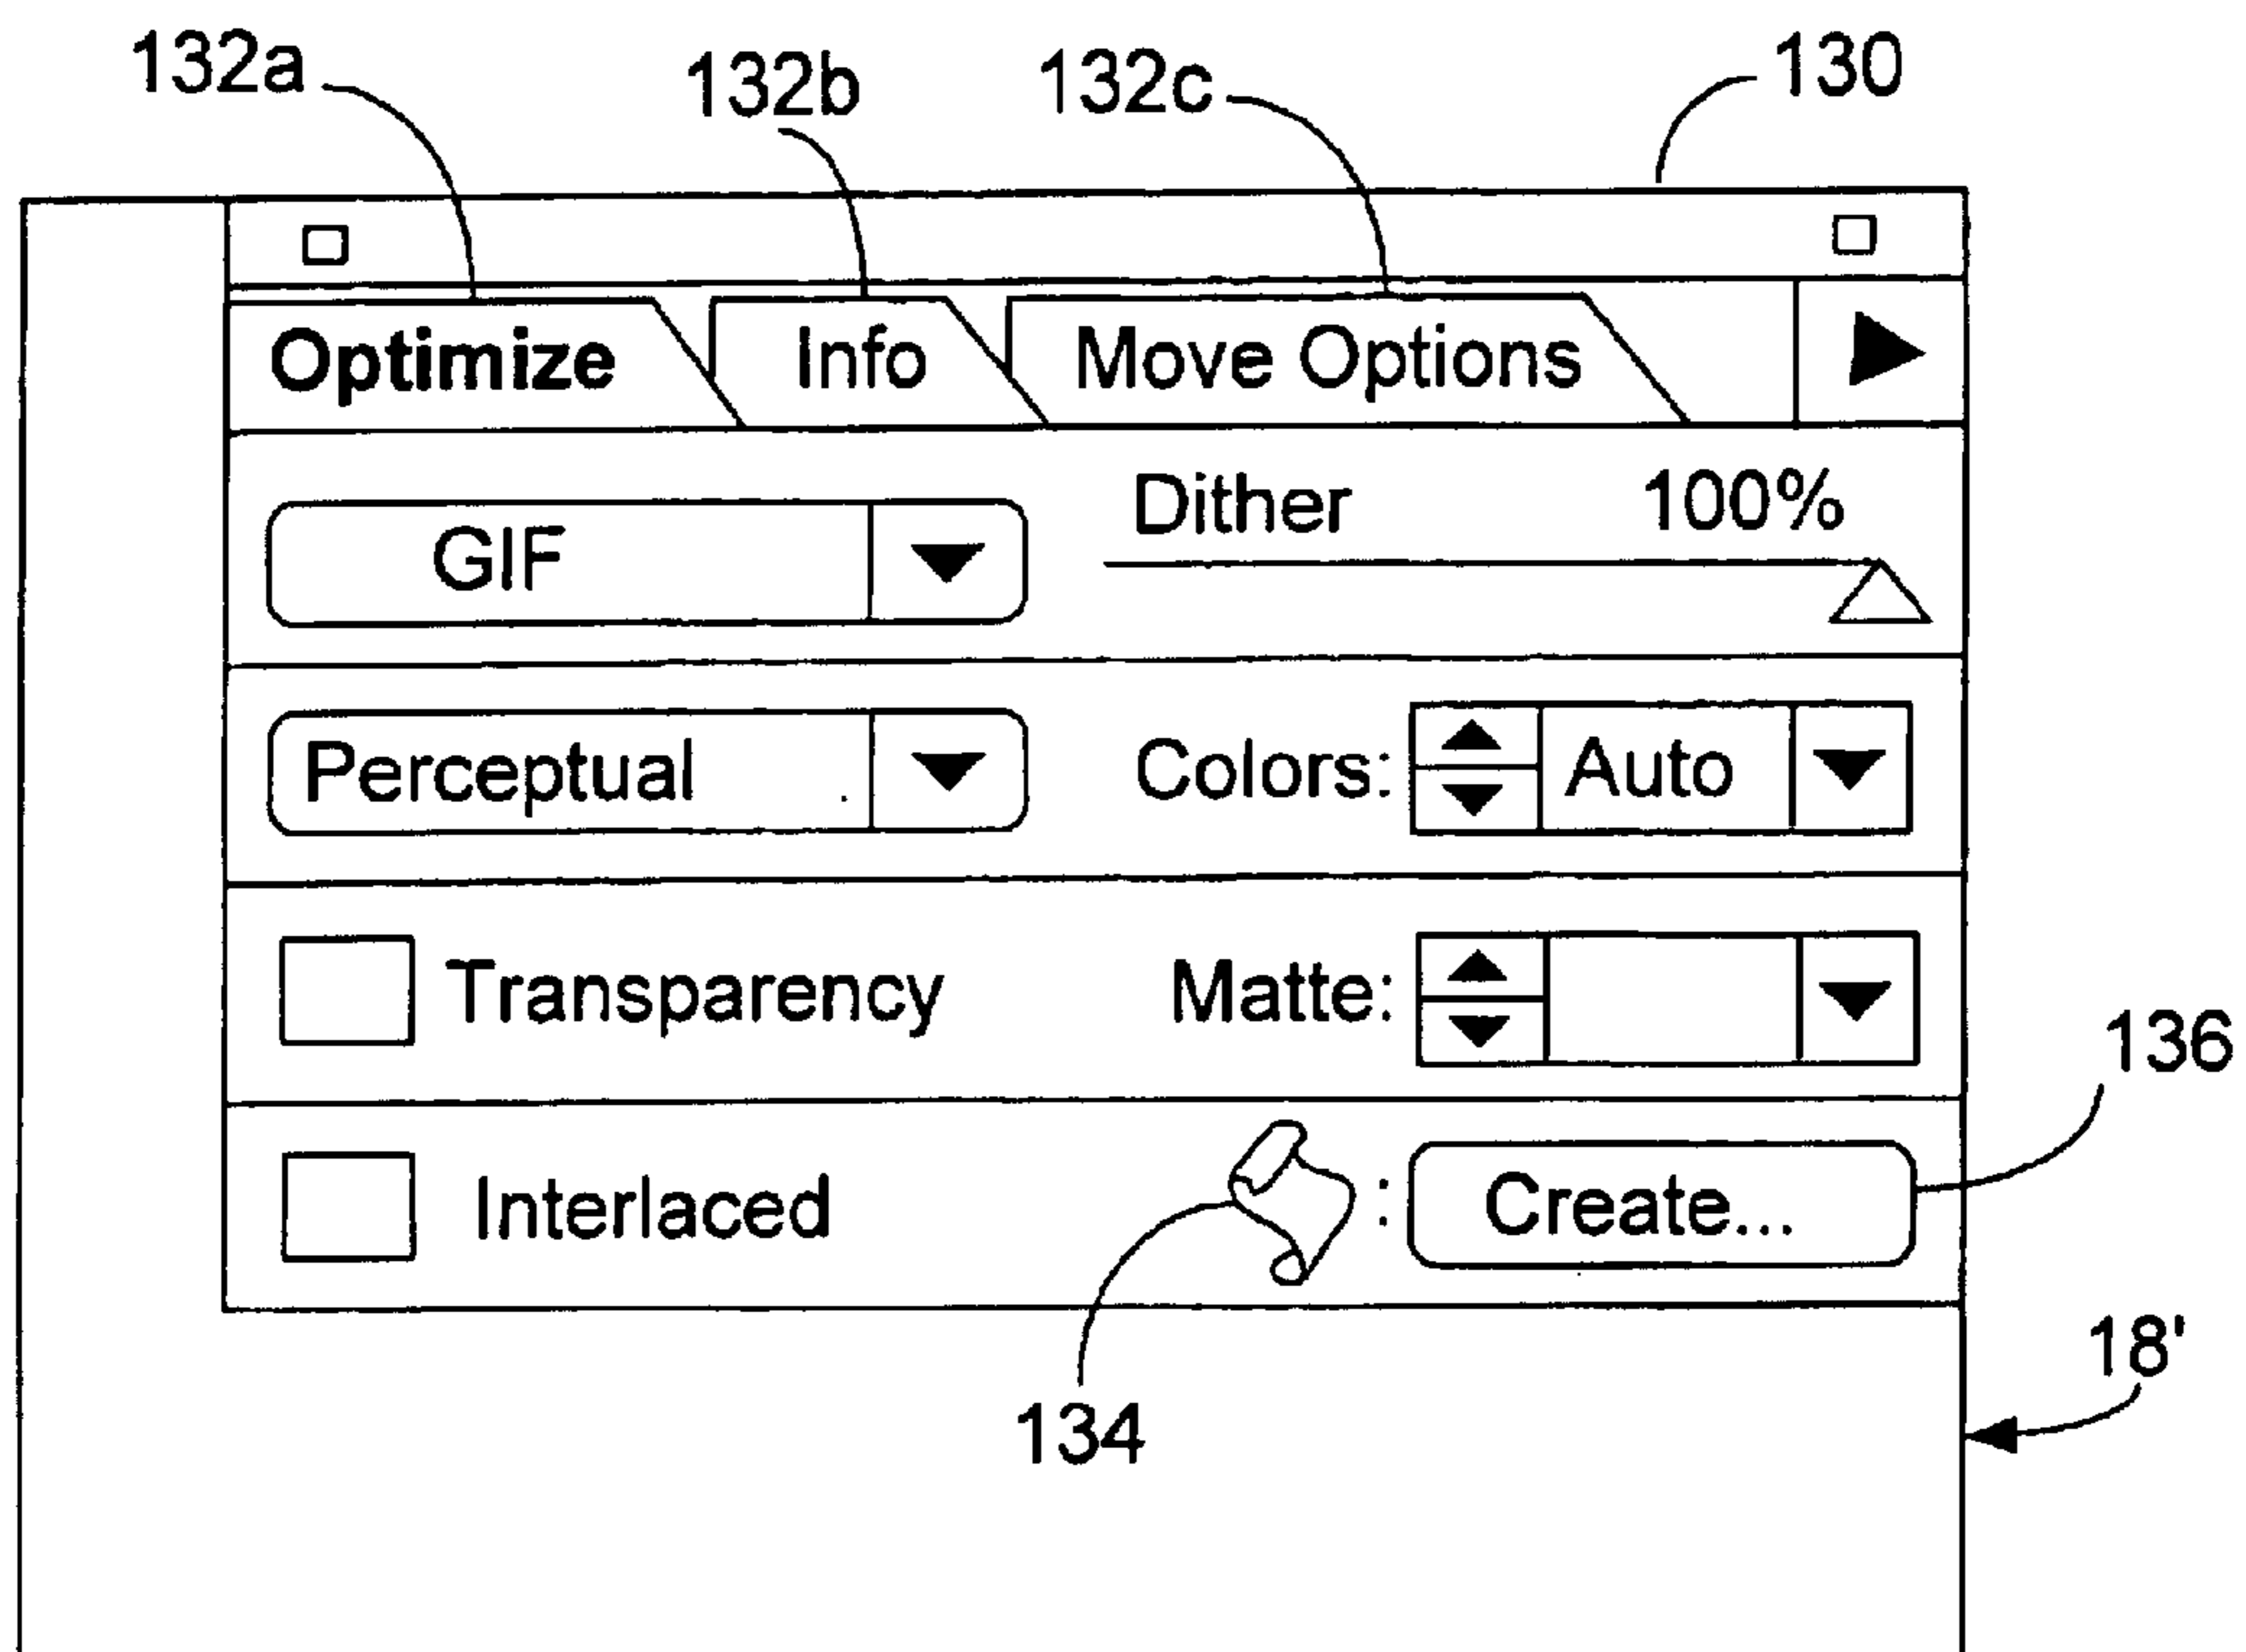 132a 132b 132c 130
Optimize Info Move Options
GIF Dither 100%
Perceptual Colors: Auto
Transparency Matte:
136
Interlaced : Create...
18'
134